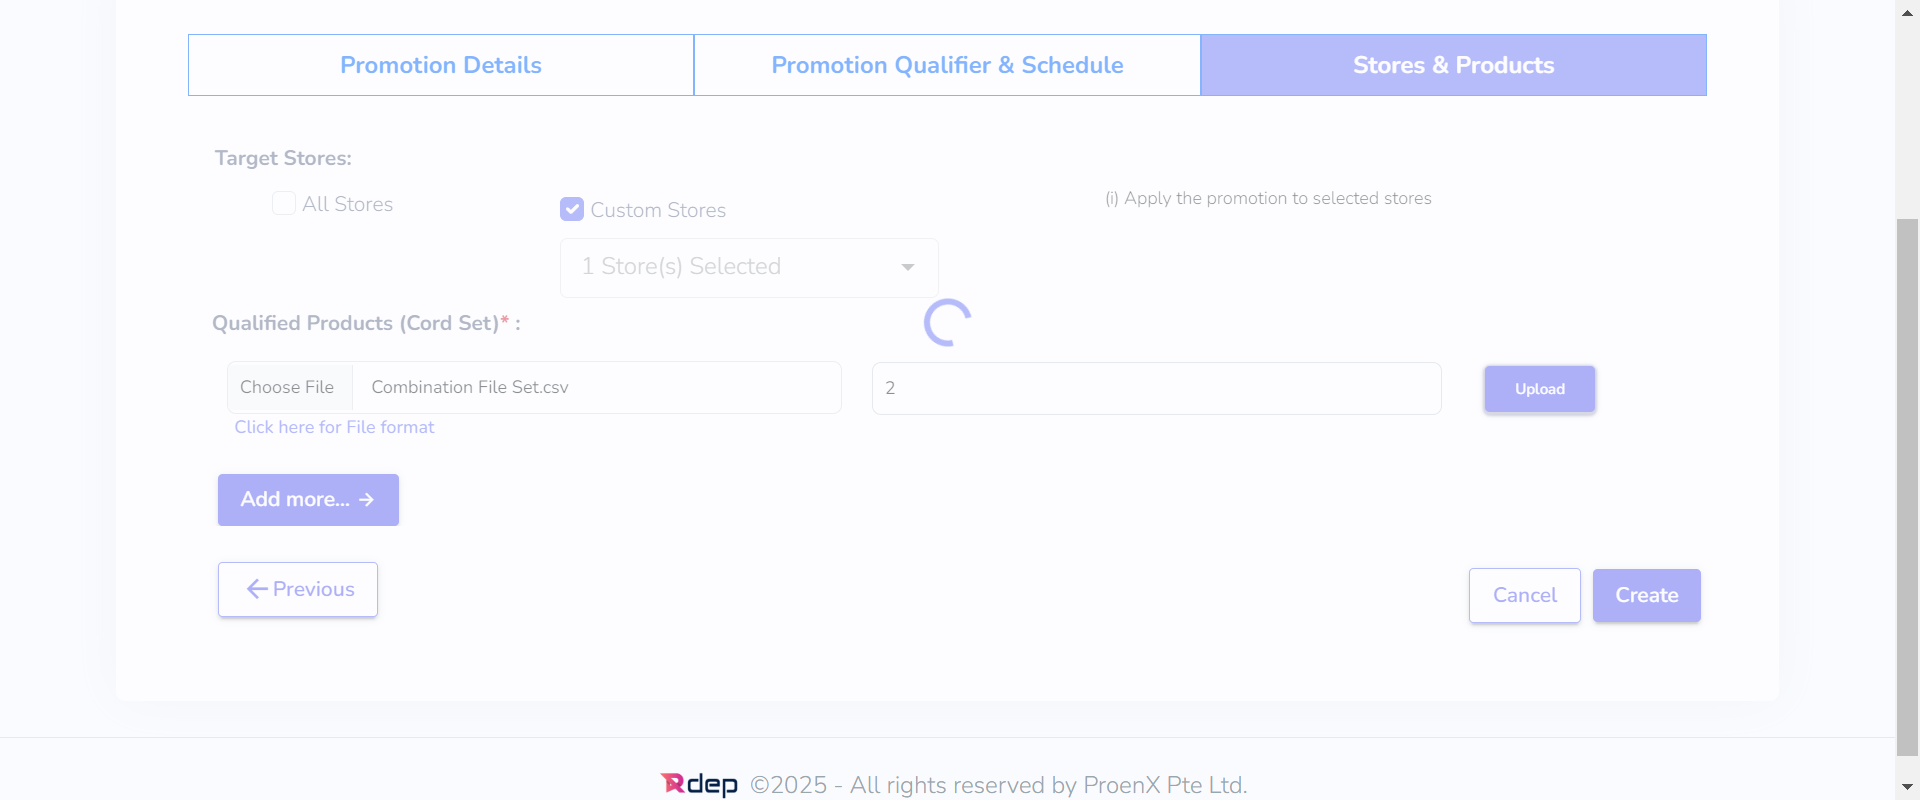 Promotion Details
Promotion Qualifier & Schedule
Stores & Products
Target Stores:
All Stores
Custom Stores
(i) Apply the promotion to selected stores
1 Store(s) Selected
Qualified Products (Cord Set)* :
Choose File
Combination File Set.csv
2
Upload
Click here for File format
Add more... →
← Previous
Cancel
Create
Rdep ©2025 - All rights reserved by ProenX Pte Ltd.